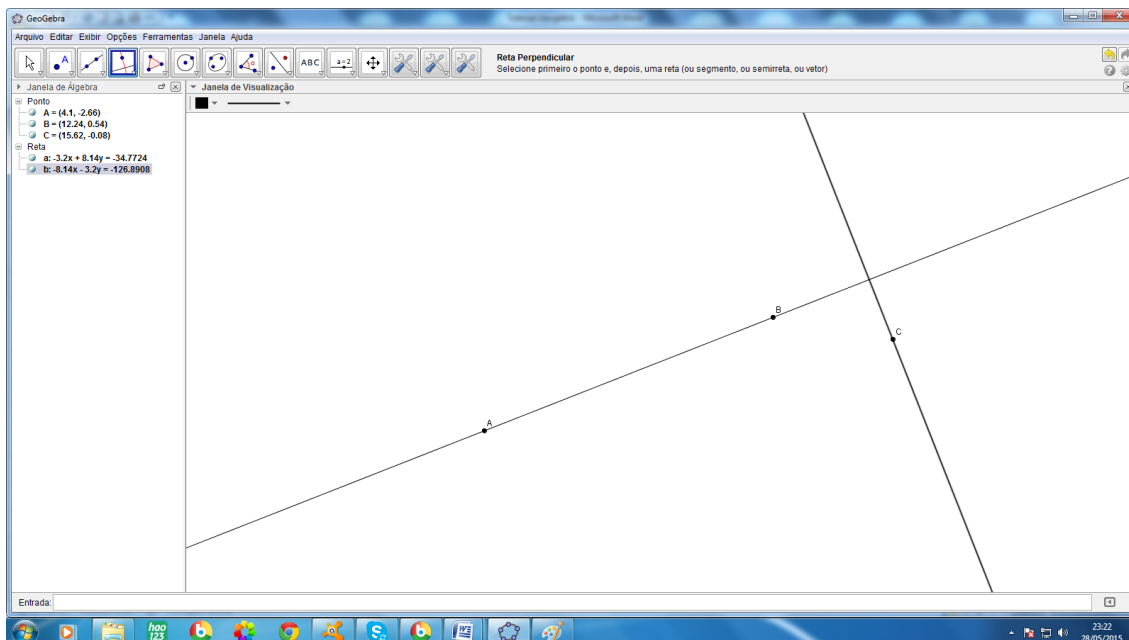 GeoGebra
Arquivo Editar Exibir Opções Ferramentas Janela Ajuda
A
ABC
a=2
Reta Perpendicular
Selecione primeiro o ponto e, depois, uma reta (ou segmento, ou semirreta, ou vetor)
Janela de Álgebra
Janela de Visualização
Ponto
A = (4.1, -2.66)
B = (12.24, 0.54)
C = (15.62, -0.08)
Reta
a: -3.2x + 8.14y = -34.7724
b: -8.14x - 3.2y = -126.8908
B
C
A
Entrada:
hao
123
23:22
28/05/2015